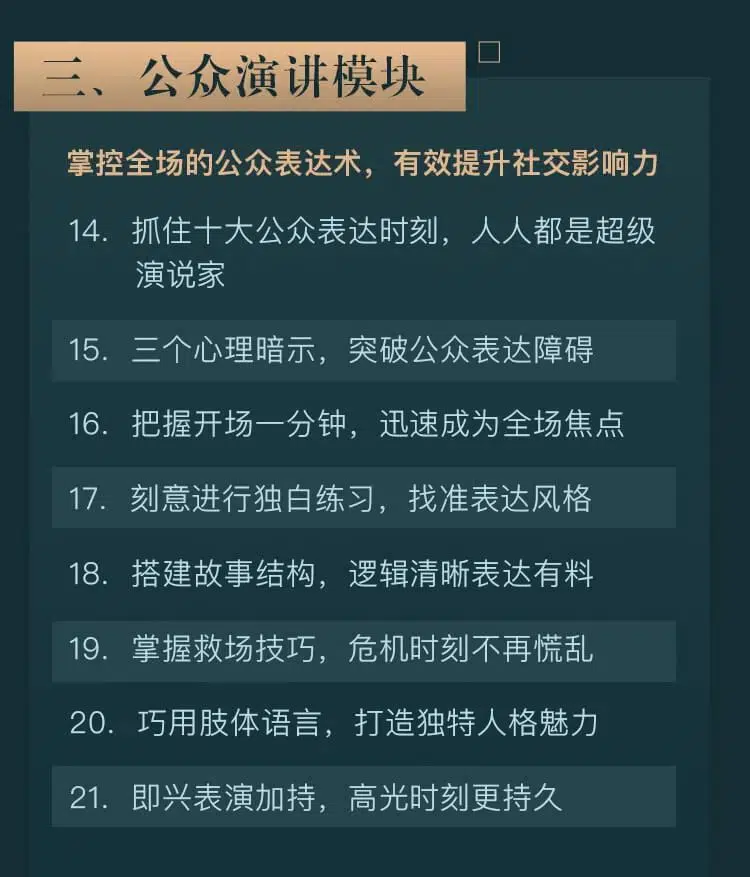 三、公众演讲模块
掌控全场的公众表达术，有效提升社交影响力
14. 抓住十大公众表达时刻，人人都是超级
演说家
15. 三个心理暗示，突破公众表达障碍
16. 把握开场一分钟，迅速成为全场焦点
17. 刻意进行独白练习，找准表达风格
18. 搭建故事结构，逻辑清晰表达有料
19. 掌握救场技巧，危机时刻不再慌乱
20. 巧用肢体语言，打造独特人格魅力
21. 即兴表演加持，高光时刻更持久